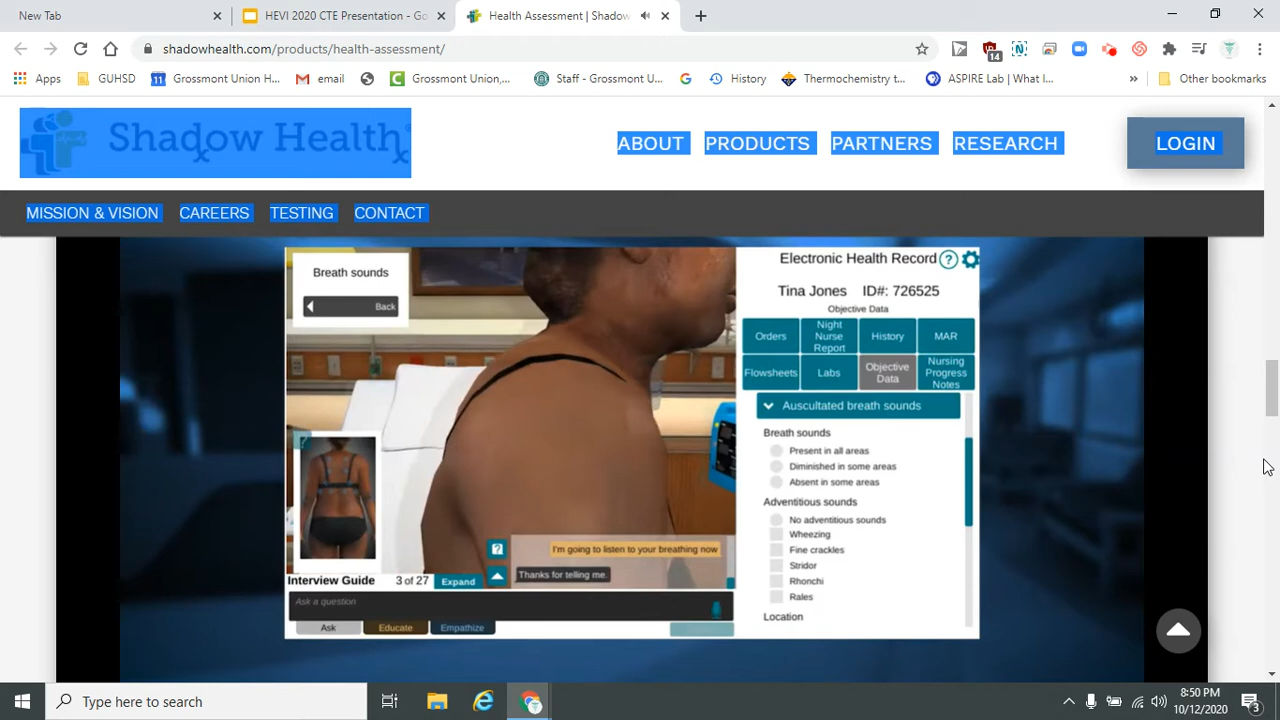 New Tab
HEVI 2020 CTE Presentation - Go
Health Assessment | Shadow
shadowhealth.com/products/health-assessment/
14
Apps
GUHSD
Grossmont Union H...
email
Grossmont Union,...
Staff - Grossmont U...
History
Thermochemistry t...
ASPIRE Lab | What I...
Other bookmarks
Shadow Health
ABOUT
PRODUCTS
PARTNERS
RESEARCH
LOGIN
MISSION & VISION
CAREERS
TESTING
CONTACT
Breath sounds
Back
Electronic Health Record
Tina Jones ID#: 726525
Objective Data
Orders
Night Nurse Report
History
MAR
Flowsheets
Labs
Objective Data
Nursing Progress Notes
Auscultated breath sounds
Breath sounds
Present in all areas
Diminished in some areas
Absent in some areas
Adventitious sounds
No adventitious sounds
Wheezing
Fine crackles
Stridor
Rhonchi
Rales
Location
I'm going to listen to your breathing now
Thanks for telling me.
Interview Guide
3 of 27
Expand
Ask a question
Ask
Educate
Empathize
Type here to search
8:50 PM
10/12/2020
3